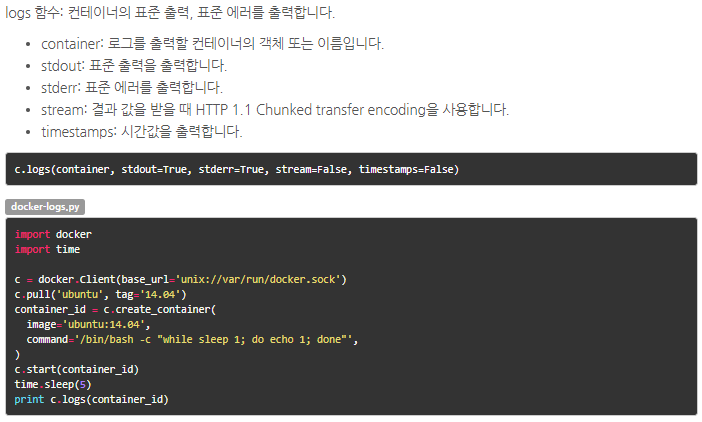 logs 함수: 컨테이너의 표준 출력, 표준 에러를 출력합니다.
• container: 로그를 출력할 컨테이너의 객체 또는 이름입니다.
• stdout: 표준 출력을 출력합니다.
• stderr: 표준 에러를 출력합니다.
• stream: 결과 값을 받을 때 HTTP 1.1 Chunked transfer encoding을 사용합니다.
• timestamps: 시간값을 출력합니다.
c.logs(container, stdout=True, stderr=True, stream=False, timestamps=False)
docker-logs.py
import docker
import time
c = docker.Client(base_url='unix://var/run/docker.sock')
c.pull('ubuntu', tag='14.04')
container_id = c.create_container(
  image='ubuntu:14.04',
  command='/bin/bash -c "while sleep 1; do echo 1; done"',
)
c.start(container_id)
time.sleep(5)
print c.logs(container_id)